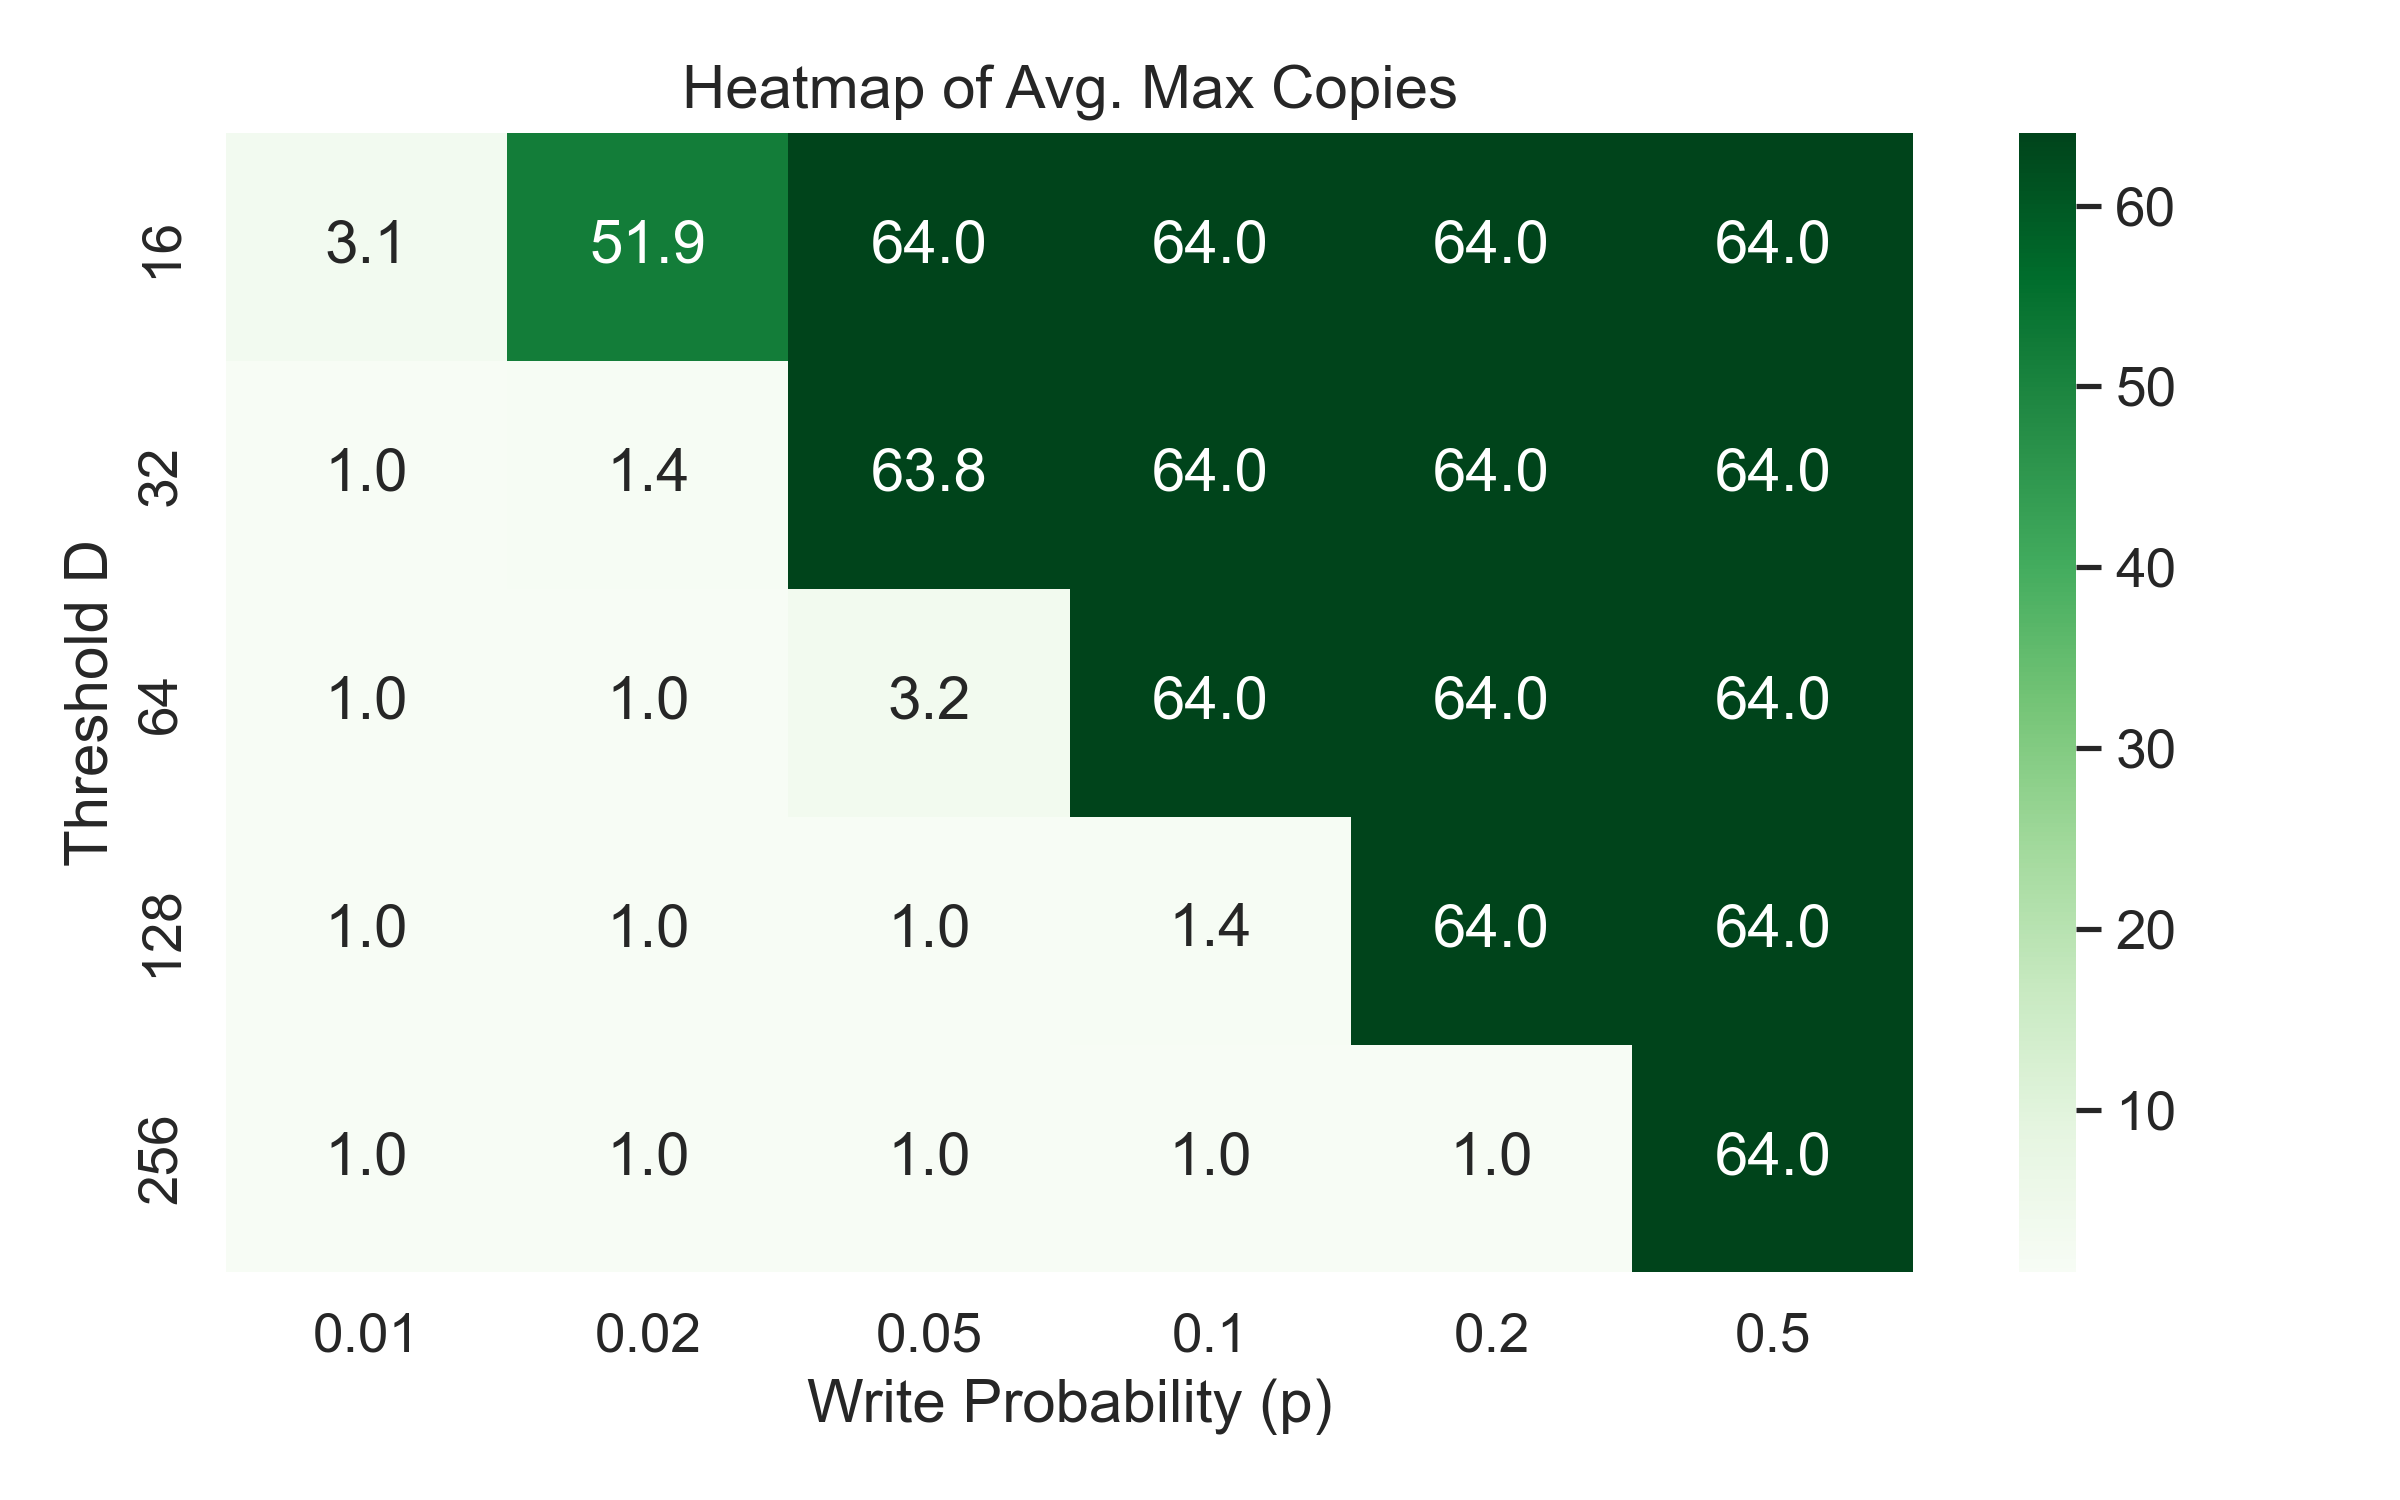 Heatmap of Avg. Max Copies
Threshold D
16 3.1 51.9 64.0 64.0 64.0 64.0
32 1.0 1.4 63.8 64.0 64.0 64.0
64 1.0 1.0 3.2 64.0 64.0 64.0
128 1.0 1.0 1.0 1.4 64.0 64.0
256 1.0 1.0 1.0 1.0 1.0 64.0
0.01 0.02 0.05 0.1 0.2 0.5
Write Probability (p)
60
50
40
30
20
10